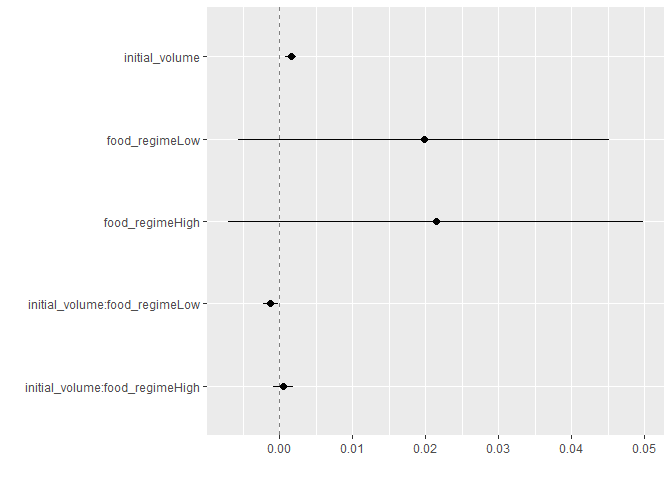 initial_volume
food_regimeLow
food_regimeHigh
initial_volume:food_regimeLow
initial_volume:food_regimeHigh
0.00 0.01 0.02 0.03 0.04 0.05